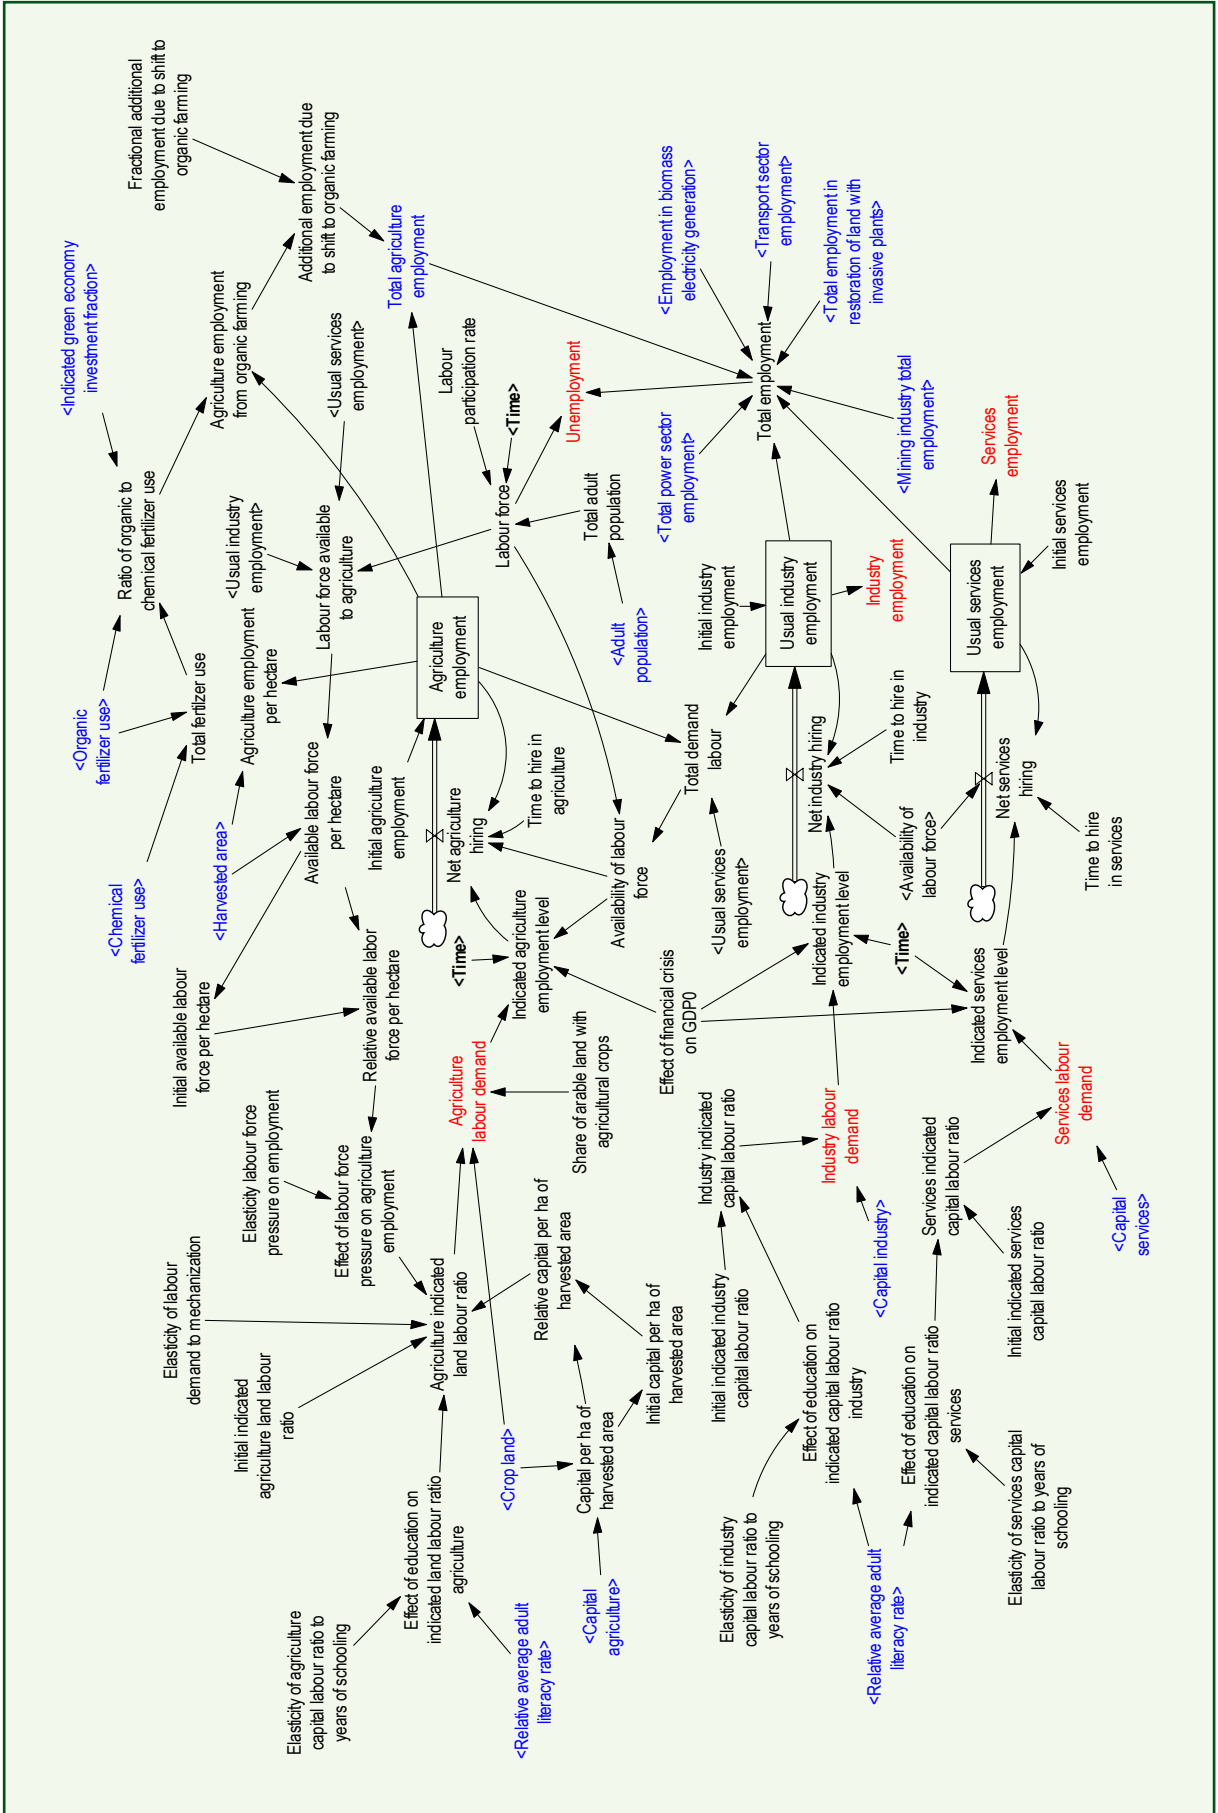 <Indicated green economy
investment fraction>
<Organic
fertilizer use>
<Chemical
fertilizer use>
Ratio of organic to
chemical fertilizer use
Fractional additional
employment due to shift to
organic farming
Elasticity of labour
demand to mechanization
Initial available labour
force per hectare
Total fertilizer use
Agriculture employment
from organic farming
<Harvested area>
Initial indicated
agriculture land labour
ratio
Elasticity labour force
pressure on employment
Agriculture employment
per hectare
<Usual industry
employment>
Additional employment due
to shift to organic farming
Elasticity of agriculture
capital labour ratio to
years of schooling
Available labour force
per hectare
Labour force available
to agriculture
<Usual services
employment>
Effect of labour force
pressure on agriculture
employment
Relative available labor
force per hectare
Initial agriculture
employment
Total agriculture
employment
Effect of education on
indicated land labour ratio
agriculture
Agriculture indicated
land labour ratio
Agriculture
labour demand
<Time>
Net agriculture
hiring
Agriculture
employment
Labour
participation rate
<Time>
<Crop land>
Labour force
<Relative average adult
literacy rate>
Indicated agriculture
employment level
Time to hire in
agriculture
Relative capital per ha of
harvested area
Unemployment
<Capital
agriculture>
Capital per ha of
harvested area
Share of arable land with
agricultural crops
Availability of labour
force
Total adult
population
<Adult
population>
Initial capital per ha of
harvested area
Effect of financial crisis
on GDP0
Total demand
labour
<Total power sector
employment>
<Employment in biomass
electricity generation>
Industry indicated
capital labour ratio
<Usual services
employment>
Initial industry
employment
Initial indicated industry
capital labour ratio
Elasticity of industry
capital labour ratio to
years of schooling
Total employment
<Transport sector
employment>
Usual industry
employment
Effect of education on
indicated capital labour ratio
industry
Industry labour
demand
Indicated industry
employment level
Net industry hiring
<Total employment in
restoration of land with
invasive plants>
<Relative average adult
literacy rate>
<Capital industry>
<Time>
Time to hire in
industry
Industry
employment
<Mining industry total
employment>
<Availability of
labour force>
Effect of education on
indicated capital labour ratio
services
Services indicated
capital labour ratio
Indicated services
employment level
Usual services
employment
Services
employment
Net services
hiring
Elasticity of services capital
labour ratio to years of
schooling
Initial indicated services
capital labour ratio
Services labour
demand
Initial services
employment
Time to hire
in services
<Capital
services>